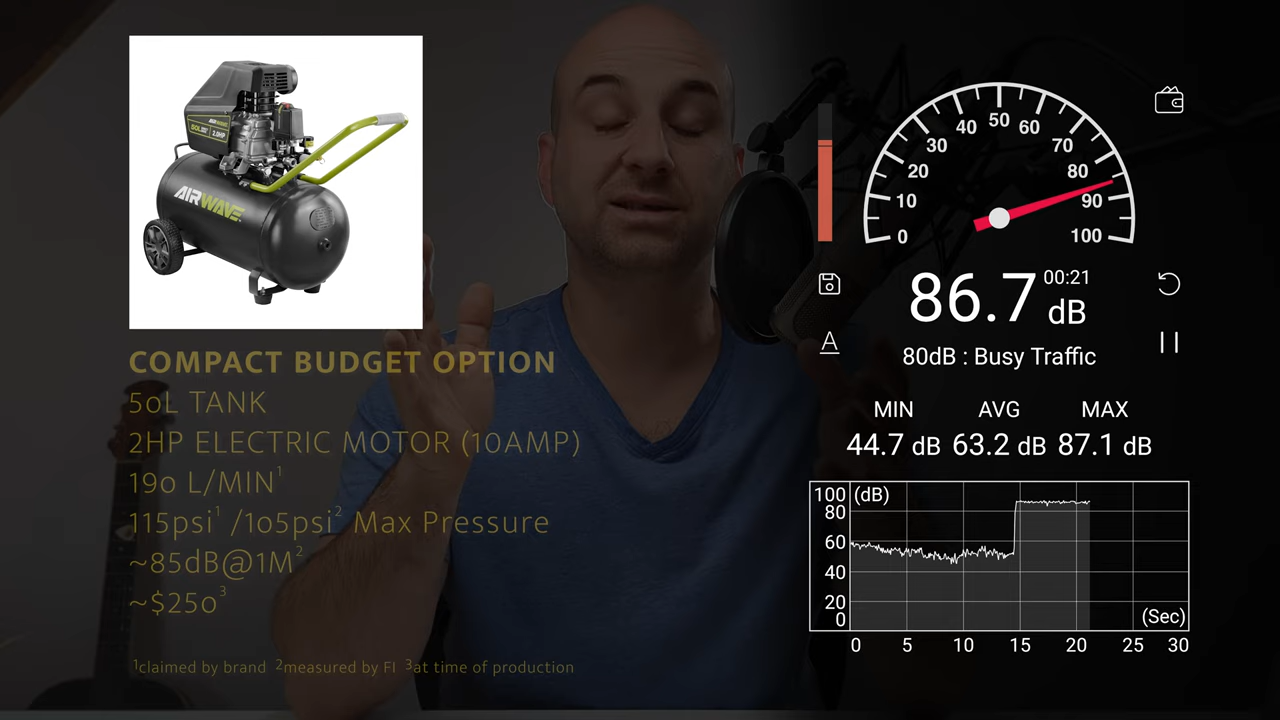 50L 2.0HP
AIRWAVE
COMPACT BUDGET OPTION
50L TANK
2HP ELECTRIC MOTOR (10AMP)
190 L/MIN¹
115psi¹ /105psi² Max Pressure
~85dB@1M²
~$250³
¹claimed by brand ²measured by FI ³at time of production
50
40 60
30 70
20 80
10 90
0 100
86.7 00:21
dB
A
80dB : Busy Traffic
MIN AVG MAX
44.7 dB 63.2 dB 87.1 dB
100 (dB)
80
60
40
20
0 (Sec)
0 5 10 15 20 25 30